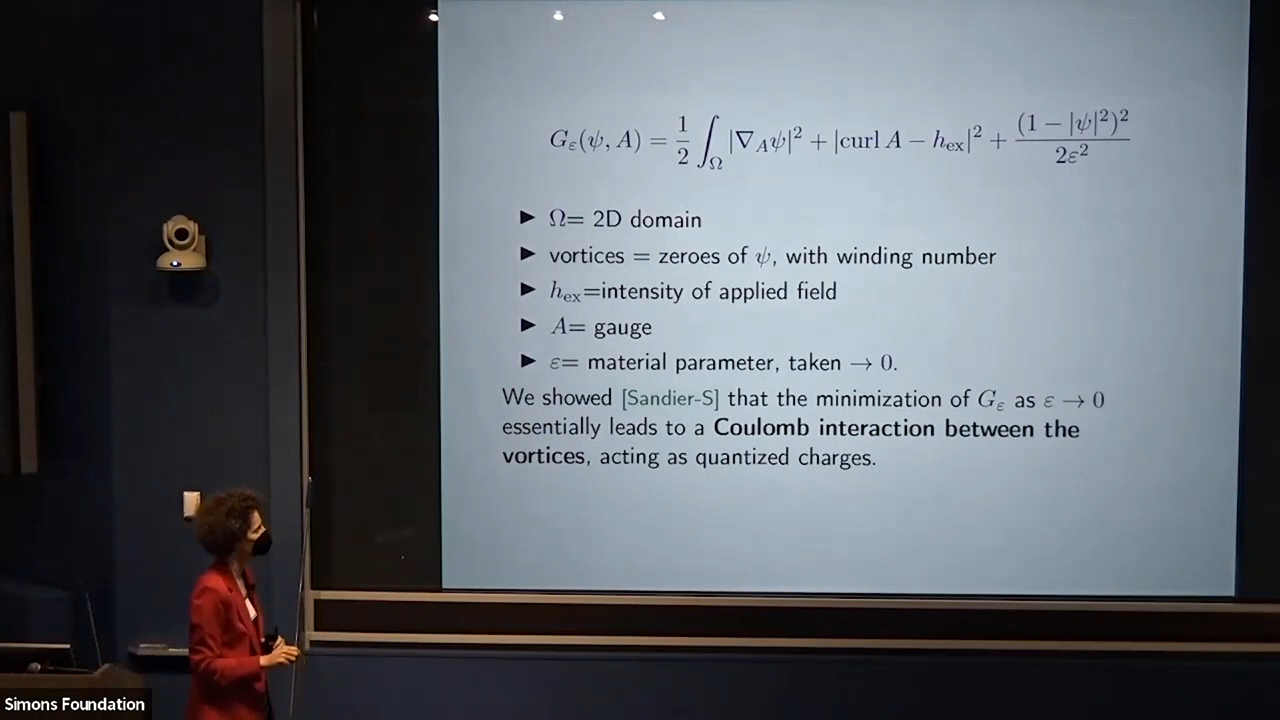 G_ε(ψ, A) = 1/2 ∫_Ω |∇_A ψ|² + |curl A − h_ex|² + (1 − |ψ|²)²/2ε²
▶ Ω= 2D domain
▶ vortices = zeroes of ψ, with winding number
▶ h_ex=intensity of applied field
▶ A= gauge
▶ ε= material parameter, taken → 0.
We showed [Sandier-S] that the minimization of G_ε as ε → 0
essentially leads to a Coulomb interaction between the
vortices, acting as quantized charges.
Simons Foundation